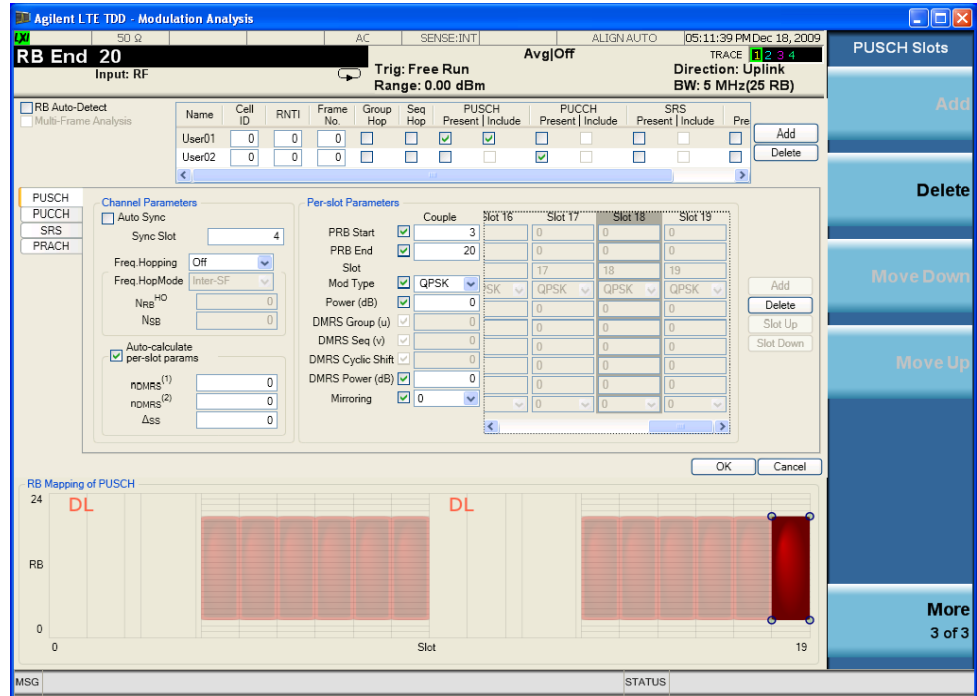 Agilent LTE TDD - Modulation Analysis
LXI 50 Ω AC SENSE:INT ALIGN AUTO 05:11:39 PM Dec 18, 2009
RB End 20
Input: RF
Trig: Free Run
Range: 0.00 dBm
Avg|Off
TRACE 1 2 3 4
Direction: Uplink
BW: 5 MHz(25 RB)
PUSCH Slots
Add
Delete
Move Down
Move Up
More
3 of 3
RB Auto-Detect
Multi-Frame Analysis
Name Cell ID RNTI Frame No. Group Hop Seq Hop PUSCH Present | Include PUCCH Present | Include SRS Present | Include Pre
User01 0 0 0
User02 0 0 0
Add
Delete
PUSCH
PUCCH
SRS
PRACH
Channel Parameters
Auto Sync
Sync Slot 4
Freq.Hopping Off
Freq.HopMode Inter-SF
NRB HO 0
NSB 0
Auto-calculate
per-slot params
nDMRS(1) 0
nDMRS(2) 0
Δss 0
Per-slot Parameters
Couple Slot 16 Slot 17 Slot 18 Slot 19
PRB Start 3 0 0 0
PRB End 20 0 0 0
Slot 17 18 19
Mod Type QPSK PSK QPSK QPSK QPSK
Power (dB) 0 0 0 0
DMRS Group (u) 0 0 0 0
DMRS Seq (v) 0 0 0 0
DMRS Cyclic Shift 0 0 0 0
DMRS Power (dB) 0 0 0 0
Mirroring 0 0 0 0
Add
Delete
Slot Up
Slot Down
OK Cancel
RB Mapping of PUSCH
24
DL DL
RB
0
0 Slot 19
MSG STATUS